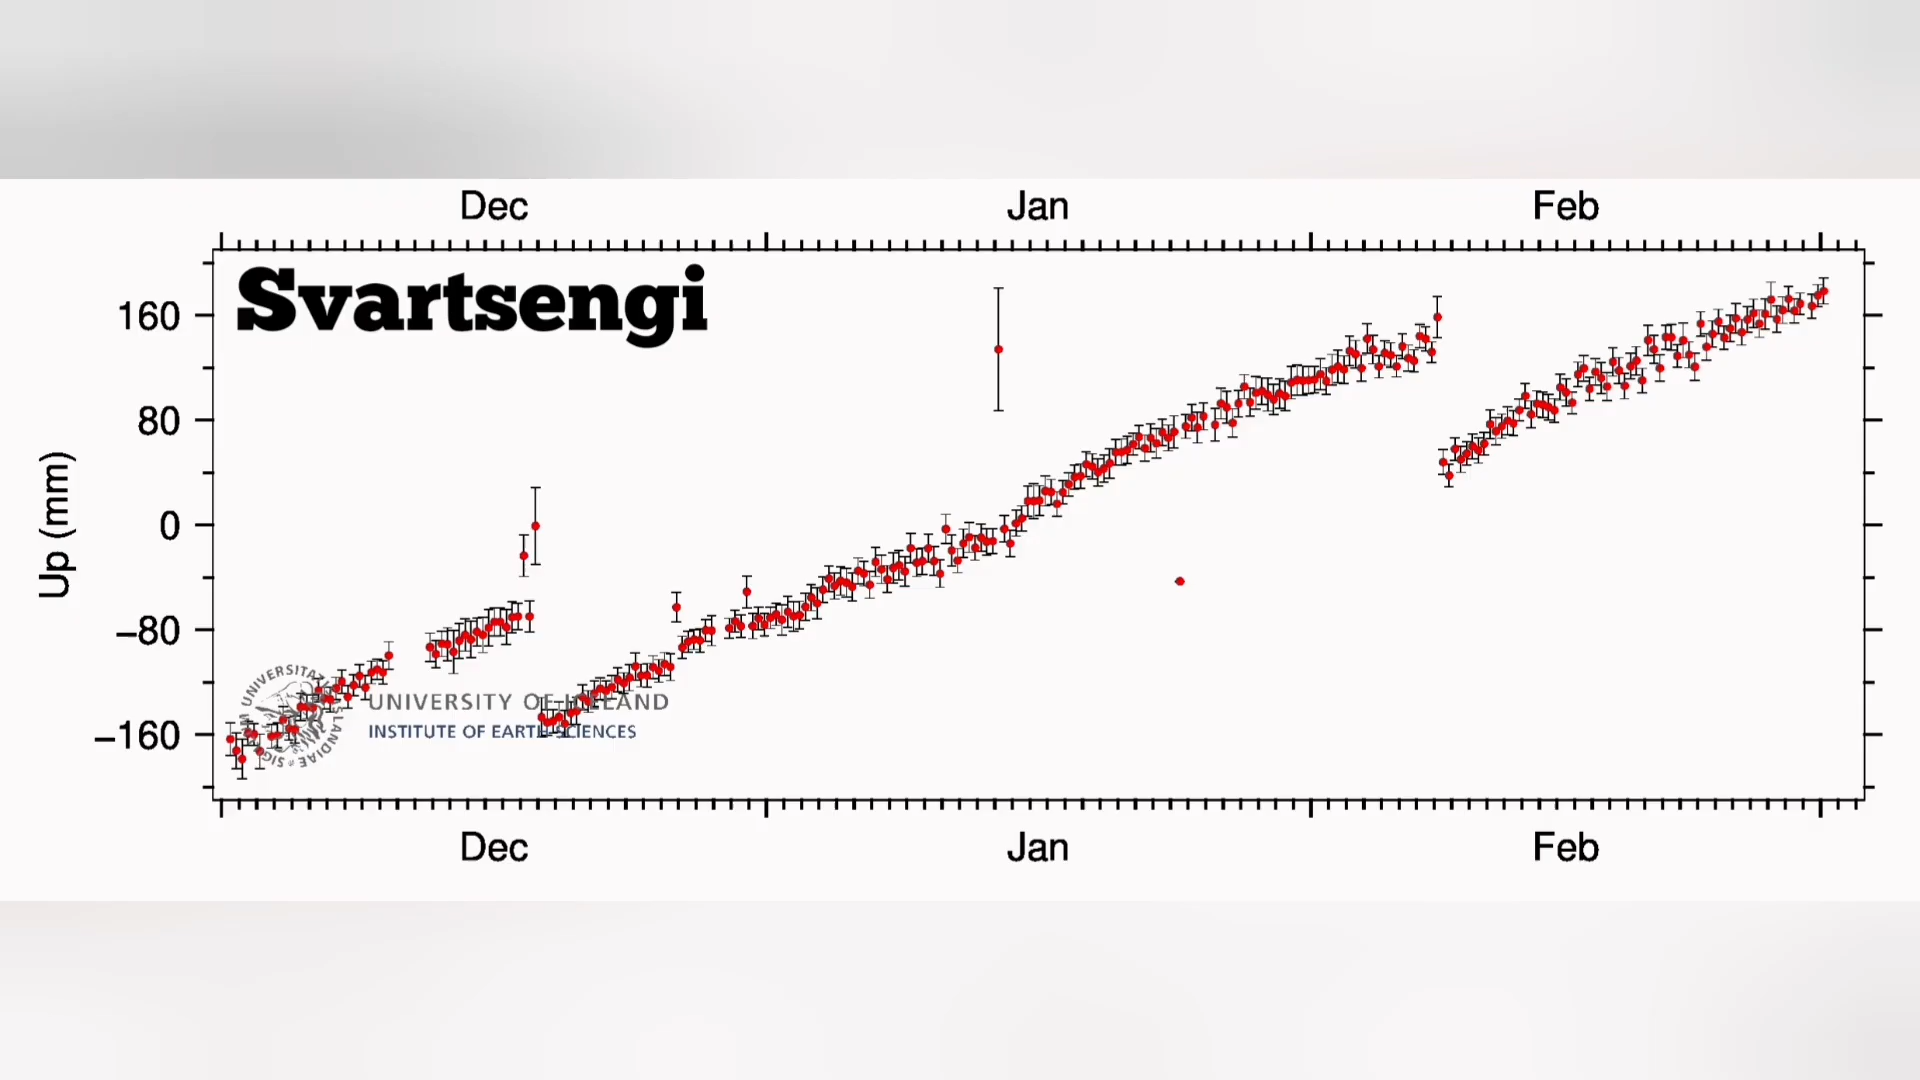 Dec Jan Feb
Svartsengi
160
80
0
−80
−160
Up (mm)
UNIVERSITY OF ICELAND
INSTITUTE OF EARTH SCIENCES
Dec Jan Feb